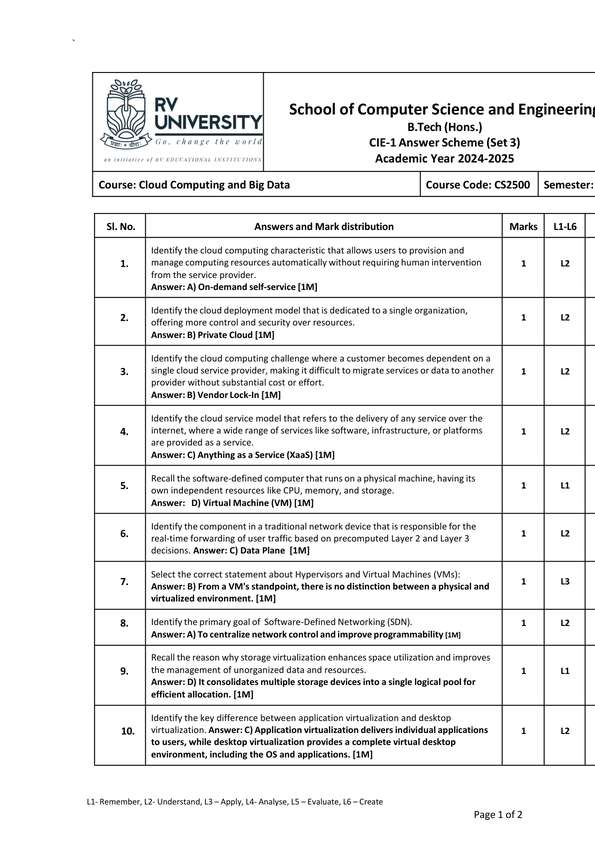 RV
UNIVERSITY
Go, change the world
an initiative of RV EDUCATIONAL INSTITUTIONS
School of Computer Science and Engineering
B.Tech (Hons.)
CIE-1 Answer Scheme (Set 3)
Academic Year 2024-2025
Course: Cloud Computing and Big Data
Course Code: CS2500
Semester:
Sl. No. Answers and Mark distribution Marks L1-L6
Identify the cloud computing characteristic that allows users to provision and
1. manage computing resources automatically without requiring human intervention 1 L2
from the service provider.
Answer: A) On-demand self-service [1M]
Identify the cloud deployment model that is dedicated to a single organization,
2. offering more control and security over resources. 1 L2
Answer: B) Private Cloud [1M]
Identify the cloud computing challenge where a customer becomes dependent on a
3. single cloud service provider, making it difficult to migrate services or data to another 1 L2
provider without substantial cost or effort.
Answer: B) Vendor Lock-In [1M]
Identify the cloud service model that refers to the delivery of any service over the
4. internet, where a wide range of services like software, infrastructure, or platforms 1 L2
are provided as a service.
Answer: C) Anything as a Service (XaaS) [1M]
Recall the software-defined computer that runs on a physical machine, having its
5. own independent resources like CPU, memory, and storage. 1 L1
Answer: D) Virtual Machine (VM) [1M]
Identify the component in a traditional network device that is responsible for the
6. real-time forwarding of user traffic based on precomputed Layer 2 and Layer 3 1 L2
decisions. Answer: C) Data Plane [1M]
Select the correct statement about Hypervisors and Virtual Machines (VMs):
7. Answer: B) From a VM's standpoint, there is no distinction between a physical and 1 L3
virtualized environment. [1M]
8. Identify the primary goal of Software-Defined Networking (SDN). 1 L2
Answer: A) To centralize network control and improve programmability [1M]
Recall the reason why storage virtualization enhances space utilization and improves
9. the management of unorganized data and resources. 1 L1
Answer: D) It consolidates multiple storage devices into a single logical pool for
efficient allocation. [1M]
Identify the key difference between application virtualization and desktop
10. virtualization. Answer: C) Application virtualization delivers individual applications 1 L2
to users, while desktop virtualization provides a complete virtual desktop
environment, including the OS and applications. [1M]
L1- Remember, L2- Understand, L3 – Apply, L4- Analyse, L5 – Evaluate, L6 – Create
Page 1 of 2